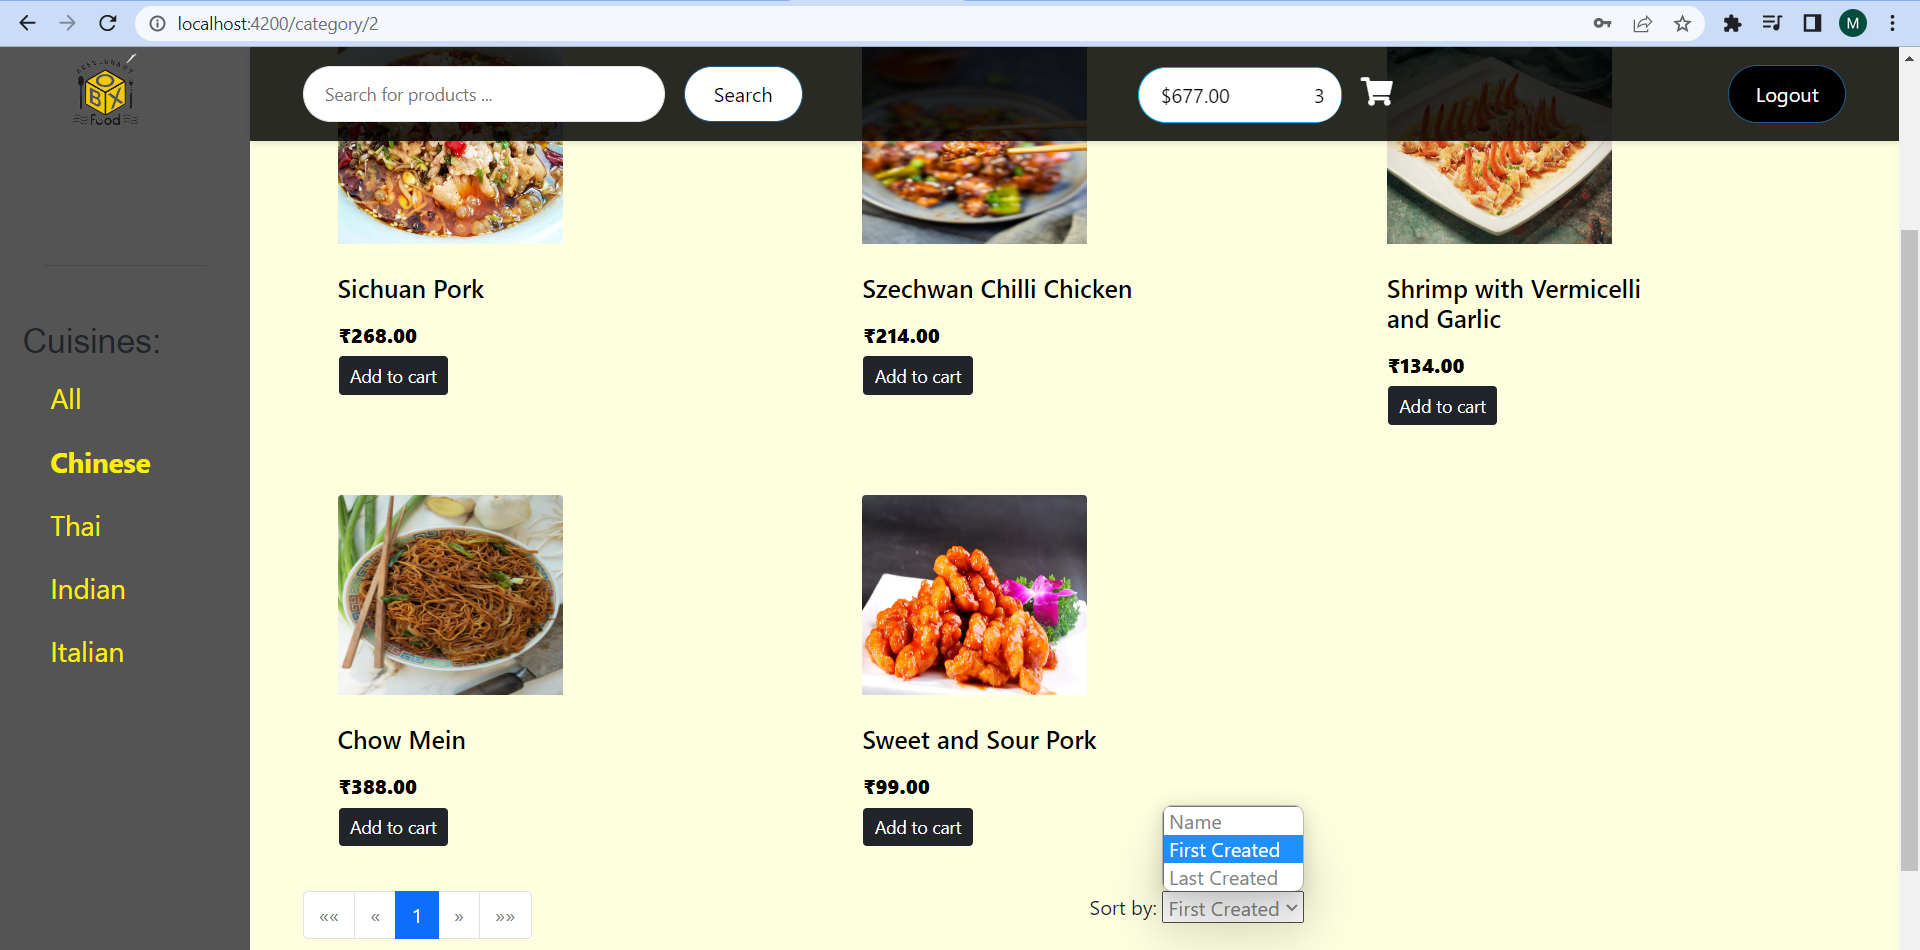 localhost:4200/category/2
M
RESTAURANT
BOX
Food
Search for products ...
Search
$677.00
3
Logout
Cuisines:
All
Chinese
Thai
Indian
Italian
Sichuan Pork
₹268.00
Add to cart
Szechwan Chilli Chicken
₹214.00
Add to cart
Shrimp with Vermicelli
and Garlic
₹134.00
Add to cart
Chow Mein
₹388.00
Add to cart
Sweet and Sour Pork
₹99.00
Add to cart
Name
First Created
Last Created
Sort by: First Created
«« « 1 » »»